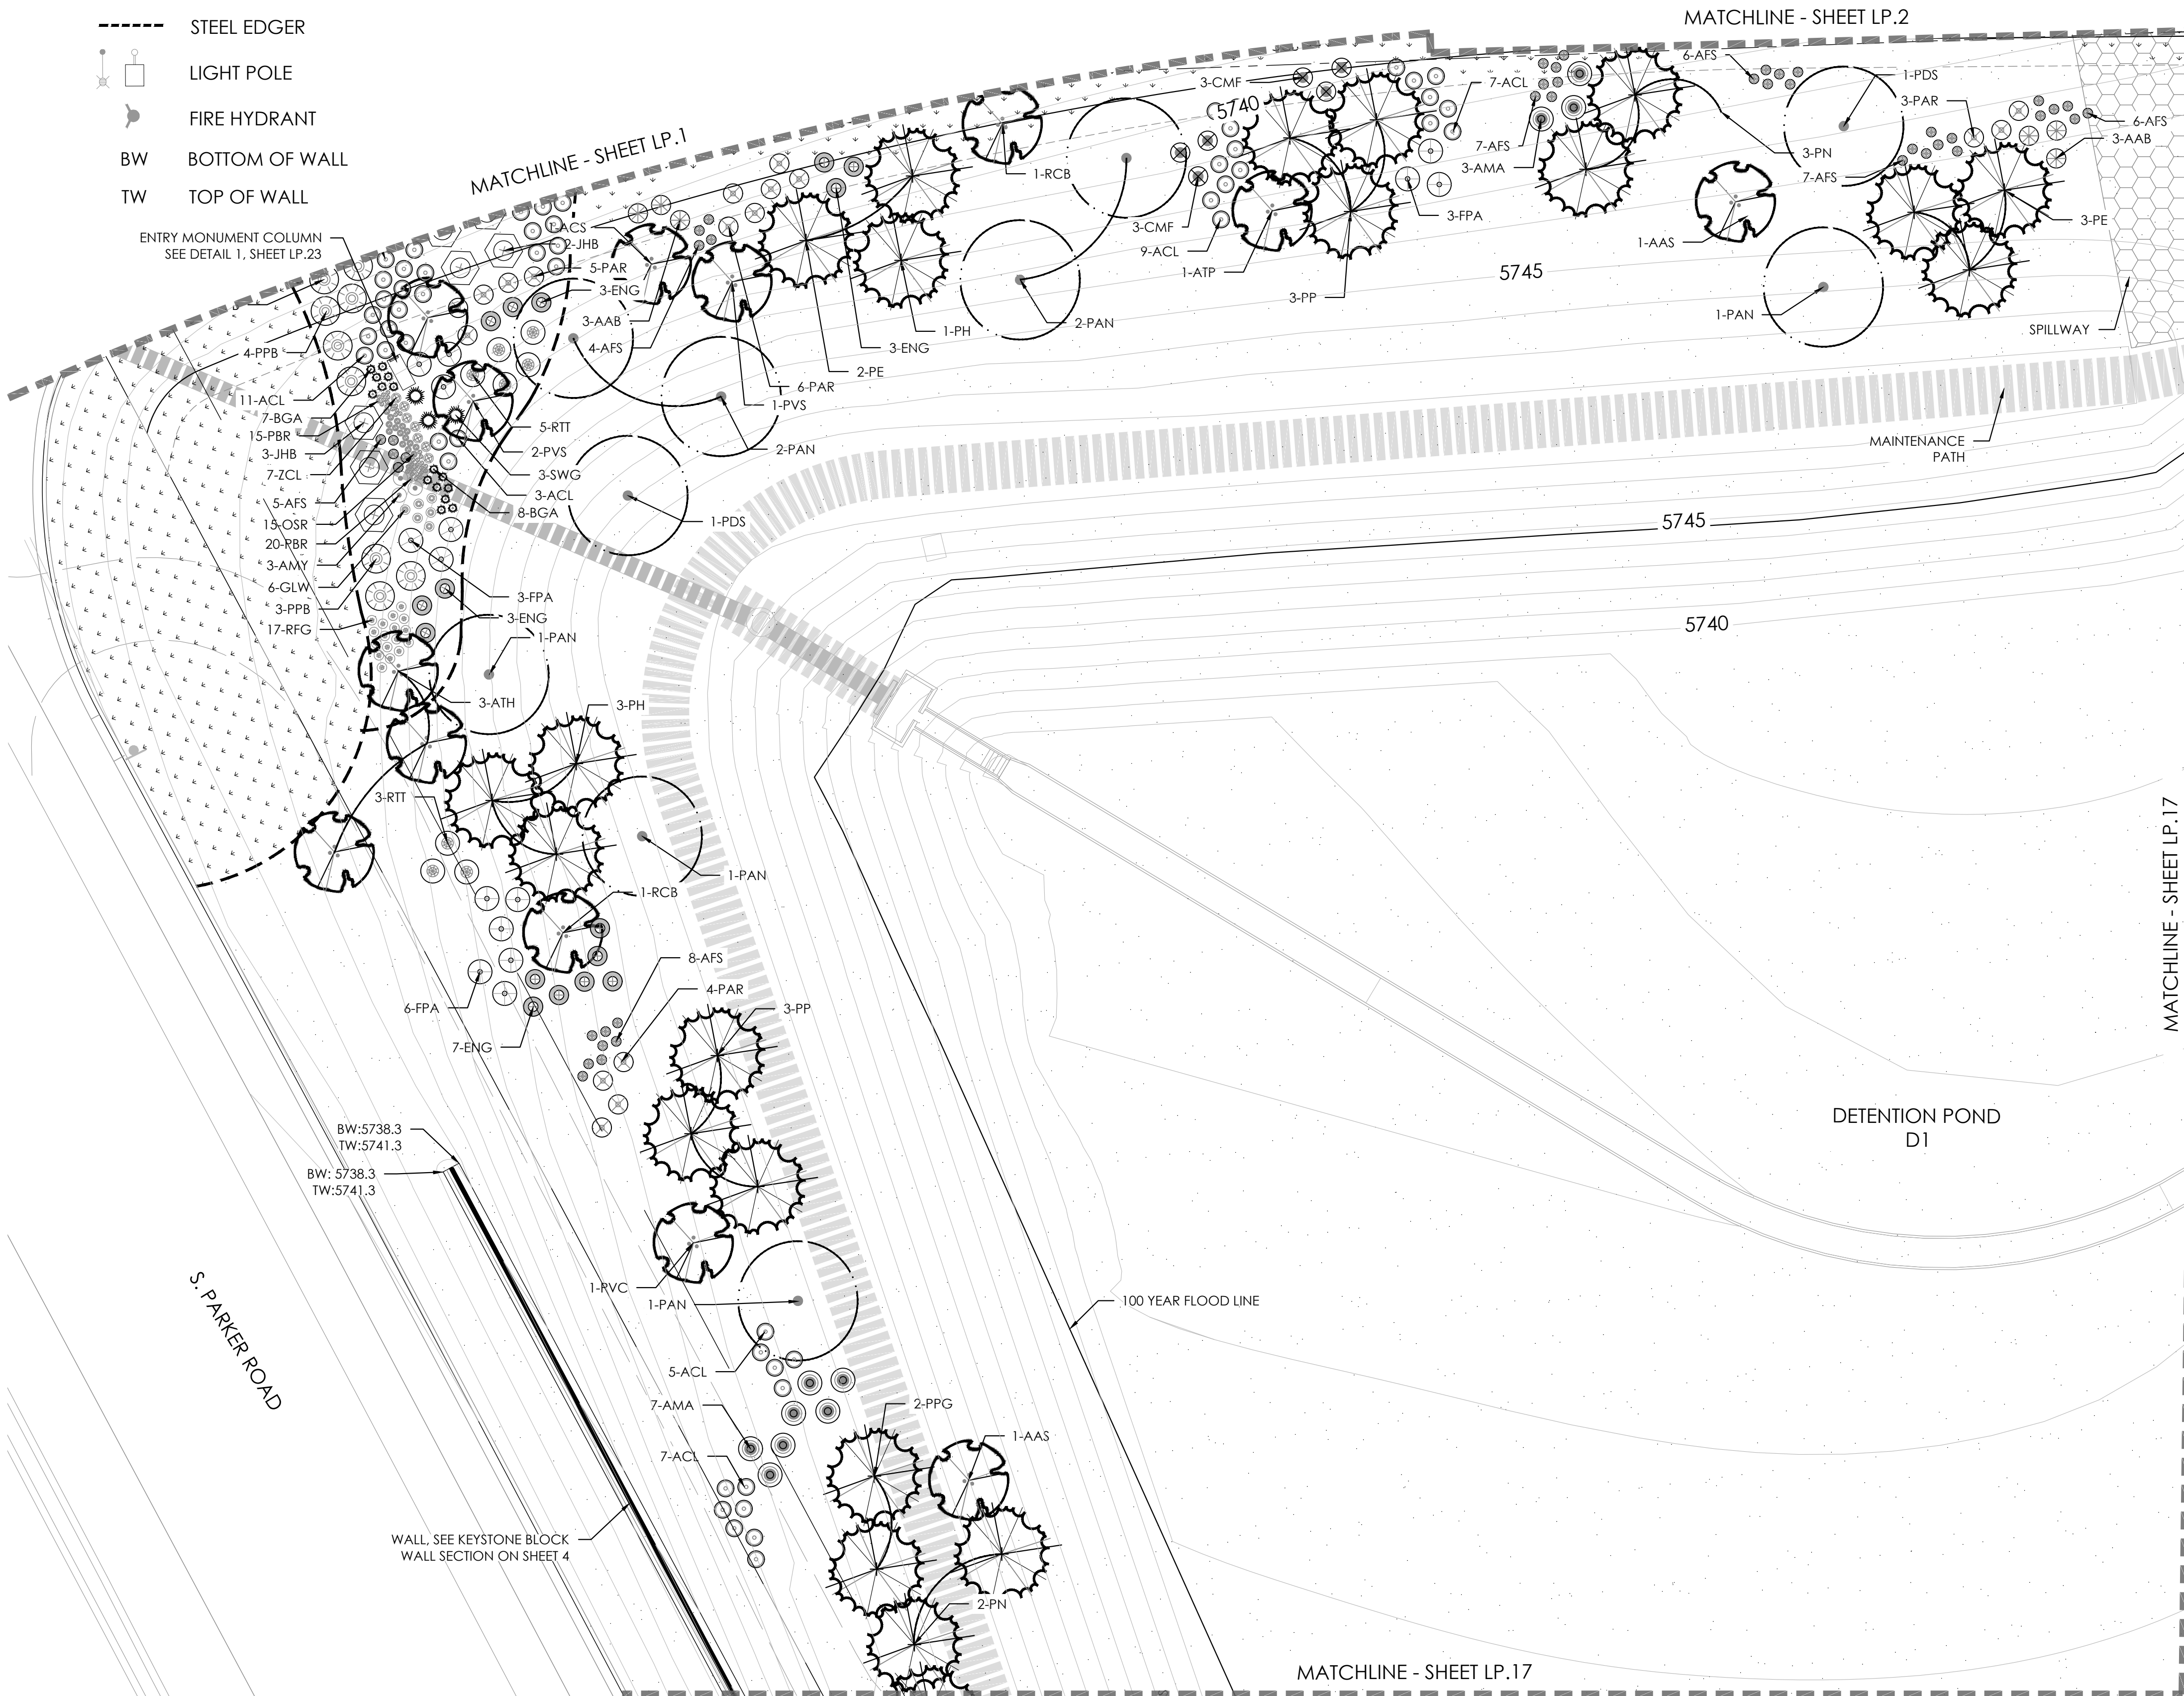 STEEL EDGER
LIGHT POLE
FIRE HYDRANT
BW BOTTOM OF WALL
TW TOP OF WALL
MATCHLINE - SHEET LP.2
MATCHLINE - SHEET LP.1
ENTRY MONUMENT COLUMN
SEE DETAIL 1, SHEET LP.23
1-ACS
2-JHB
5-PAR
3-ENG
3-AAB
4-AFS
4-PPB
11-ACL
7-BGA
15-PBR
3-JHB
7-ZCL
5-AFS
15-OSR
20-PBR
3-AMY
6-GLW
3-PPB
17-RFG
5-RTT
2-PVS
3-SWG
3-ACL
8-BGA
3-FPA
3-ENG
1-PAN
3-ATH
1-PH
3-ENG
2-PE
6-PAR
1-PVS
2-PAN
1-PDS
1-RCB
2-PAN
3-CMF
5740
3-CMF
9-ACL
1-ATP
3-PP
7-ACL
3-FPA
7-AFS
3-AMA
6-AFS
3-PN
1-AAS
1-PDS
3-PAR
7-AFS
6-AFS
3-AAB
3-PE
1-PAN
SPILLWAY
5745
MAINTENANCE
PATH
5745
5740
3-PH
3-RTT
1-PAN
1-RCB
6-FPA
7-ENG
8-AFS
4-PAR
3-PP
BW:5738.3
TW:5741.3
BW: 5738.3
TW:5741.3
1-PVC
1-PAN
100 YEAR FLOOD LINE
5-ACL
7-AMA
7-ACL
2-PPG
1-AAS
WALL, SEE KEYSTONE BLOCK
WALL SECTION ON SHEET 4
2-PN
S. PARKER ROAD
DETENTION POND
D1
MATCHLINE - SHEET LP.17
MATCHLINE - SHEET LP.17